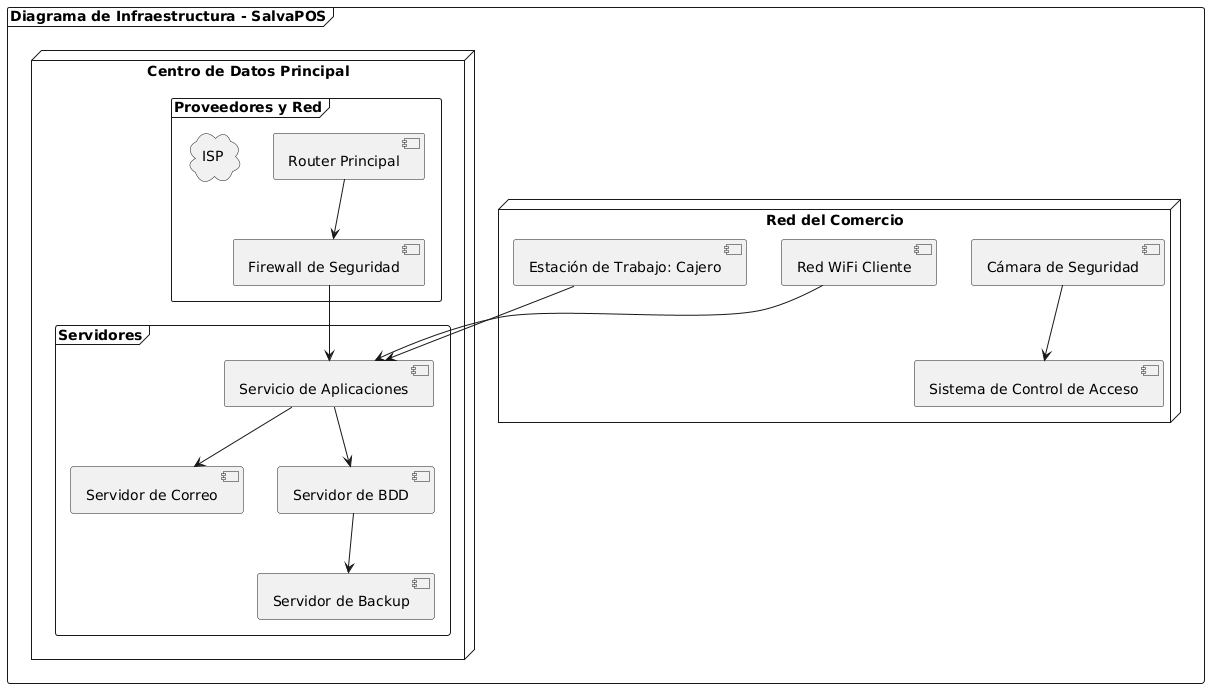 Diagrama de Infraestructura - SalvaPOS
Centro de Datos Principal
Proveedores y Red
ISP
Router Principal
Firewall de Seguridad
Servidores
Servicio de Aplicaciones
Servidor de Correo
Servidor de BDD
Servidor de Backup
Red del Comercio
Estación de Trabajo: Cajero
Red WiFi Cliente
Cámara de Seguridad
Sistema de Control de Acceso